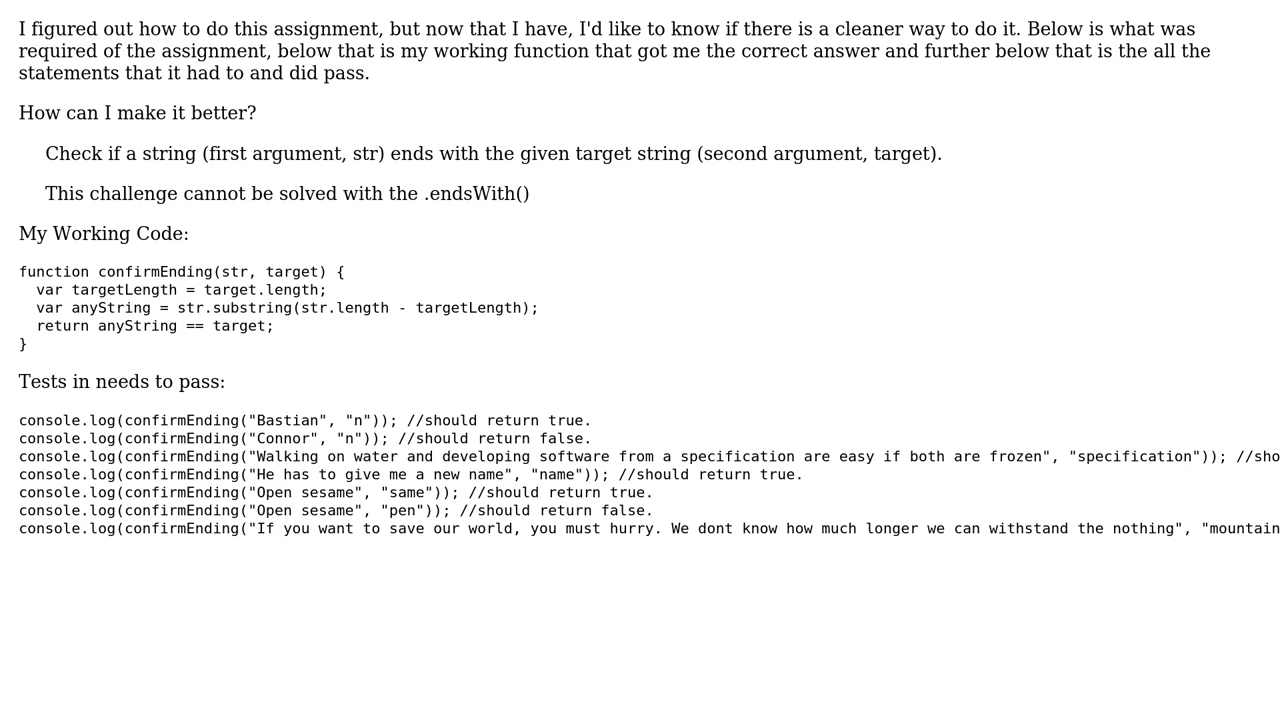 I figured out how to do this assignment, but now that I have, I'd like to know if there is a cleaner way to do it. Below is what was
required of the assignment, below that is my working function that got me the correct answer and further below that is the all the
statements that it had to and did pass.
How can I make it better?
Check if a string (first argument, str) ends with the given target string (second argument, target).
This challenge cannot be solved with the .endsWith()
My Working Code:
function confirmEnding(str, target) {
  var targetLength = target.length;
  var anyString = str.substring(str.length - targetLength);
  return anyString == target;
}
Tests in needs to pass:
console.log(confirmEnding("Bastian", "n")); //should return true.
console.log(confirmEnding("Connor", "n")); //should return false.
console.log(confirmEnding("Walking on water and developing software from a specification are easy if both are frozen", "specification")); //sho
console.log(confirmEnding("He has to give me a new name", "name")); //should return true.
console.log(confirmEnding("Open sesame", "same")); //should return true.
console.log(confirmEnding("Open sesame", "pen")); //should return false.
console.log(confirmEnding("If you want to save our world, you must hurry. We dont know how much longer we can withstand the nothing", "mountain